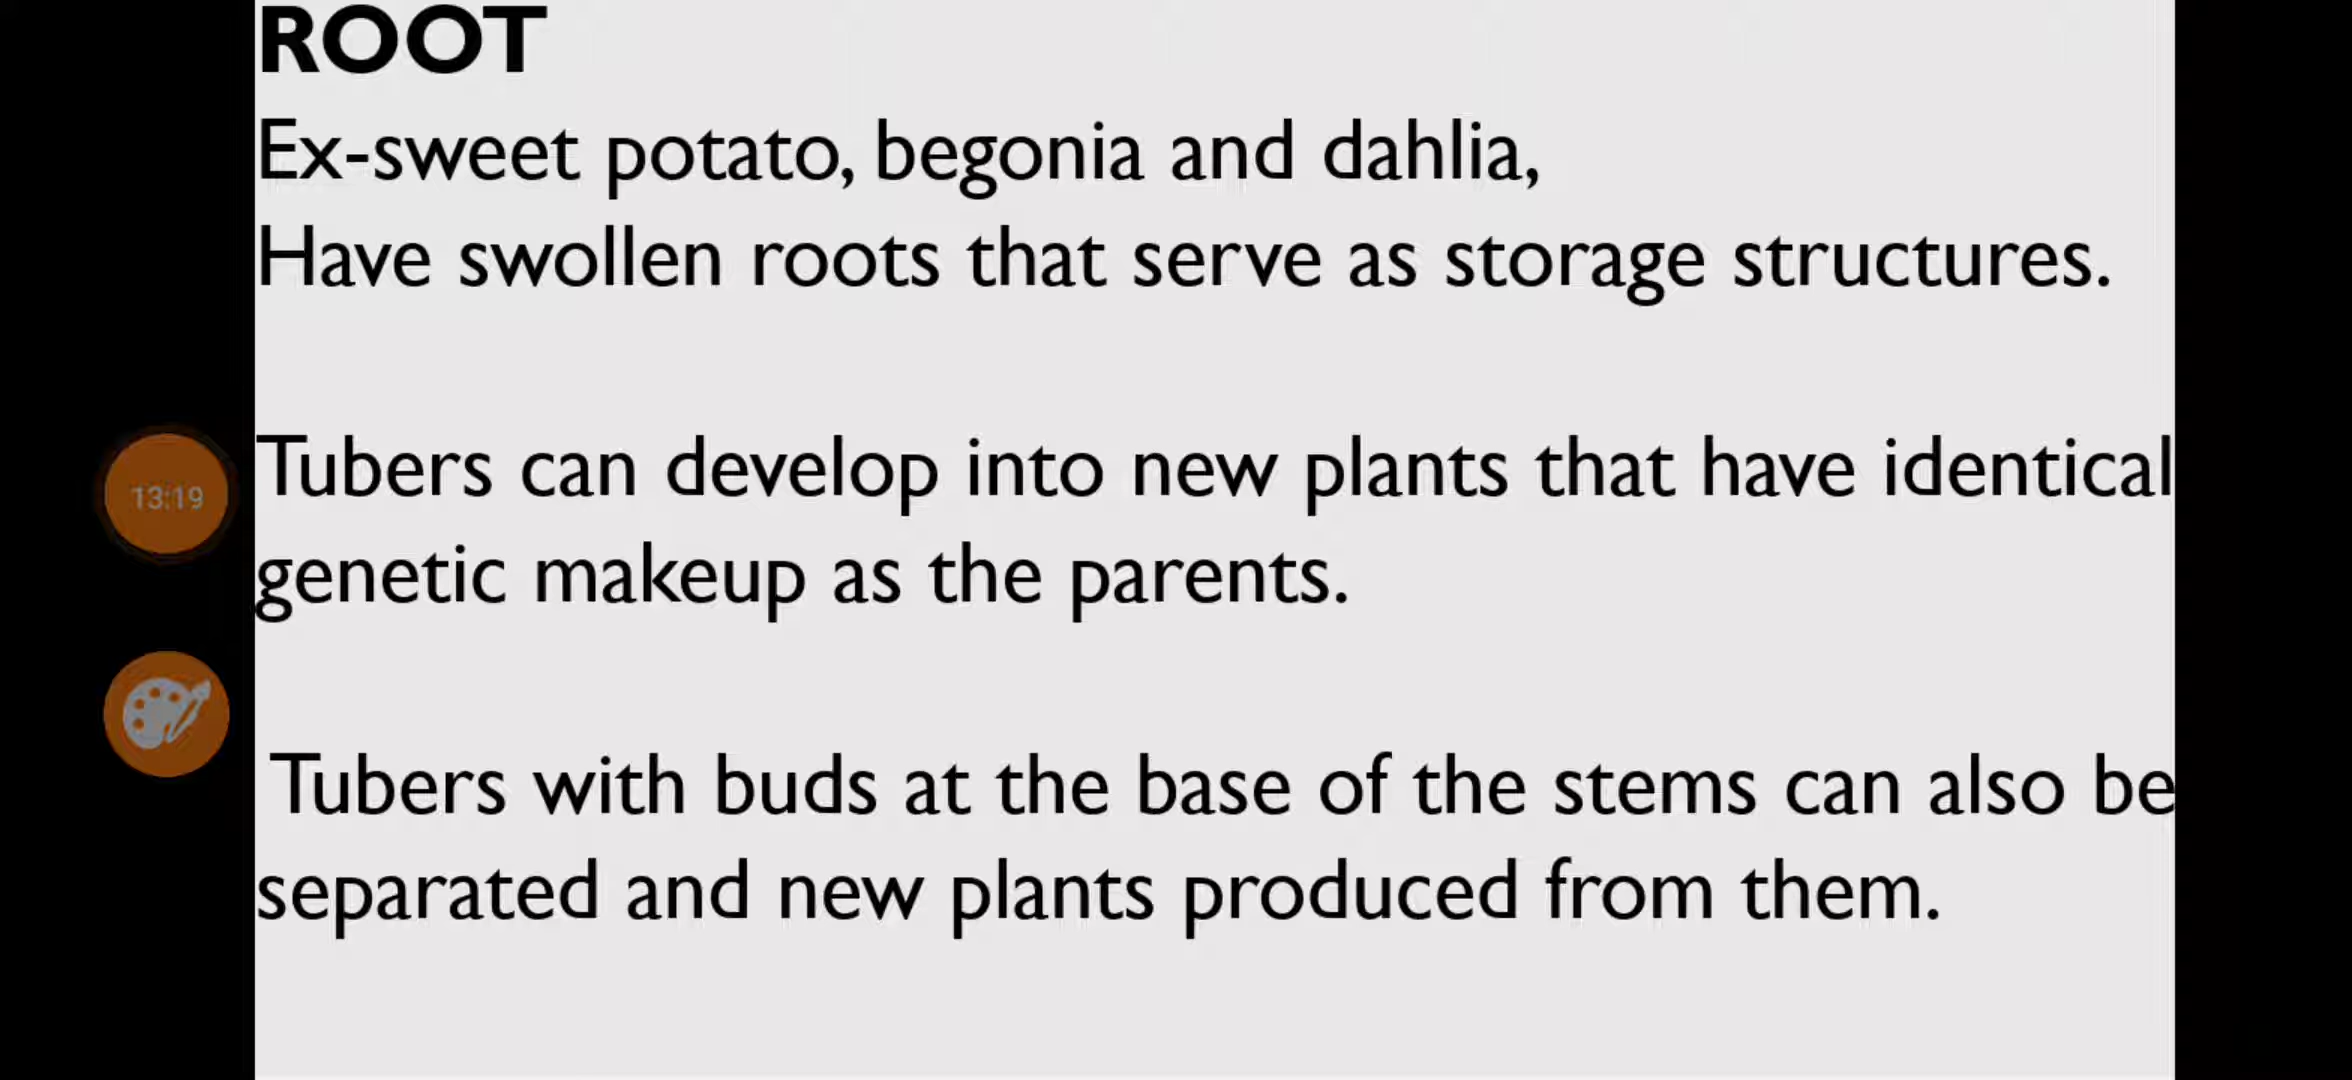 ROOT
Ex-sweet potato, begonia and dahlia,
Have swollen roots that serve as storage structures.
Tubers can develop into new plants that have identical
13:19
genetic makeup as the parents.
Tubers with buds at the base of the stems can also be
separated and new plants produced from them.